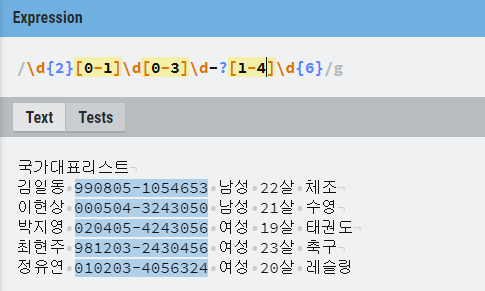 Expression
/\d{2}[0-1]\d[0-3]\d-?[1-4]\d{6}/g
Text Tests
국가대표리스트
김일동 990805-1054653 남성 22살 체조
이현상 000504-3243050 남성 21살 수영
박지영 020405-4243056 여성 19살 태권도
최현주 981203-2430456 여성 23살 축구
정유연 010203-4056324 여성 20살 레슬링